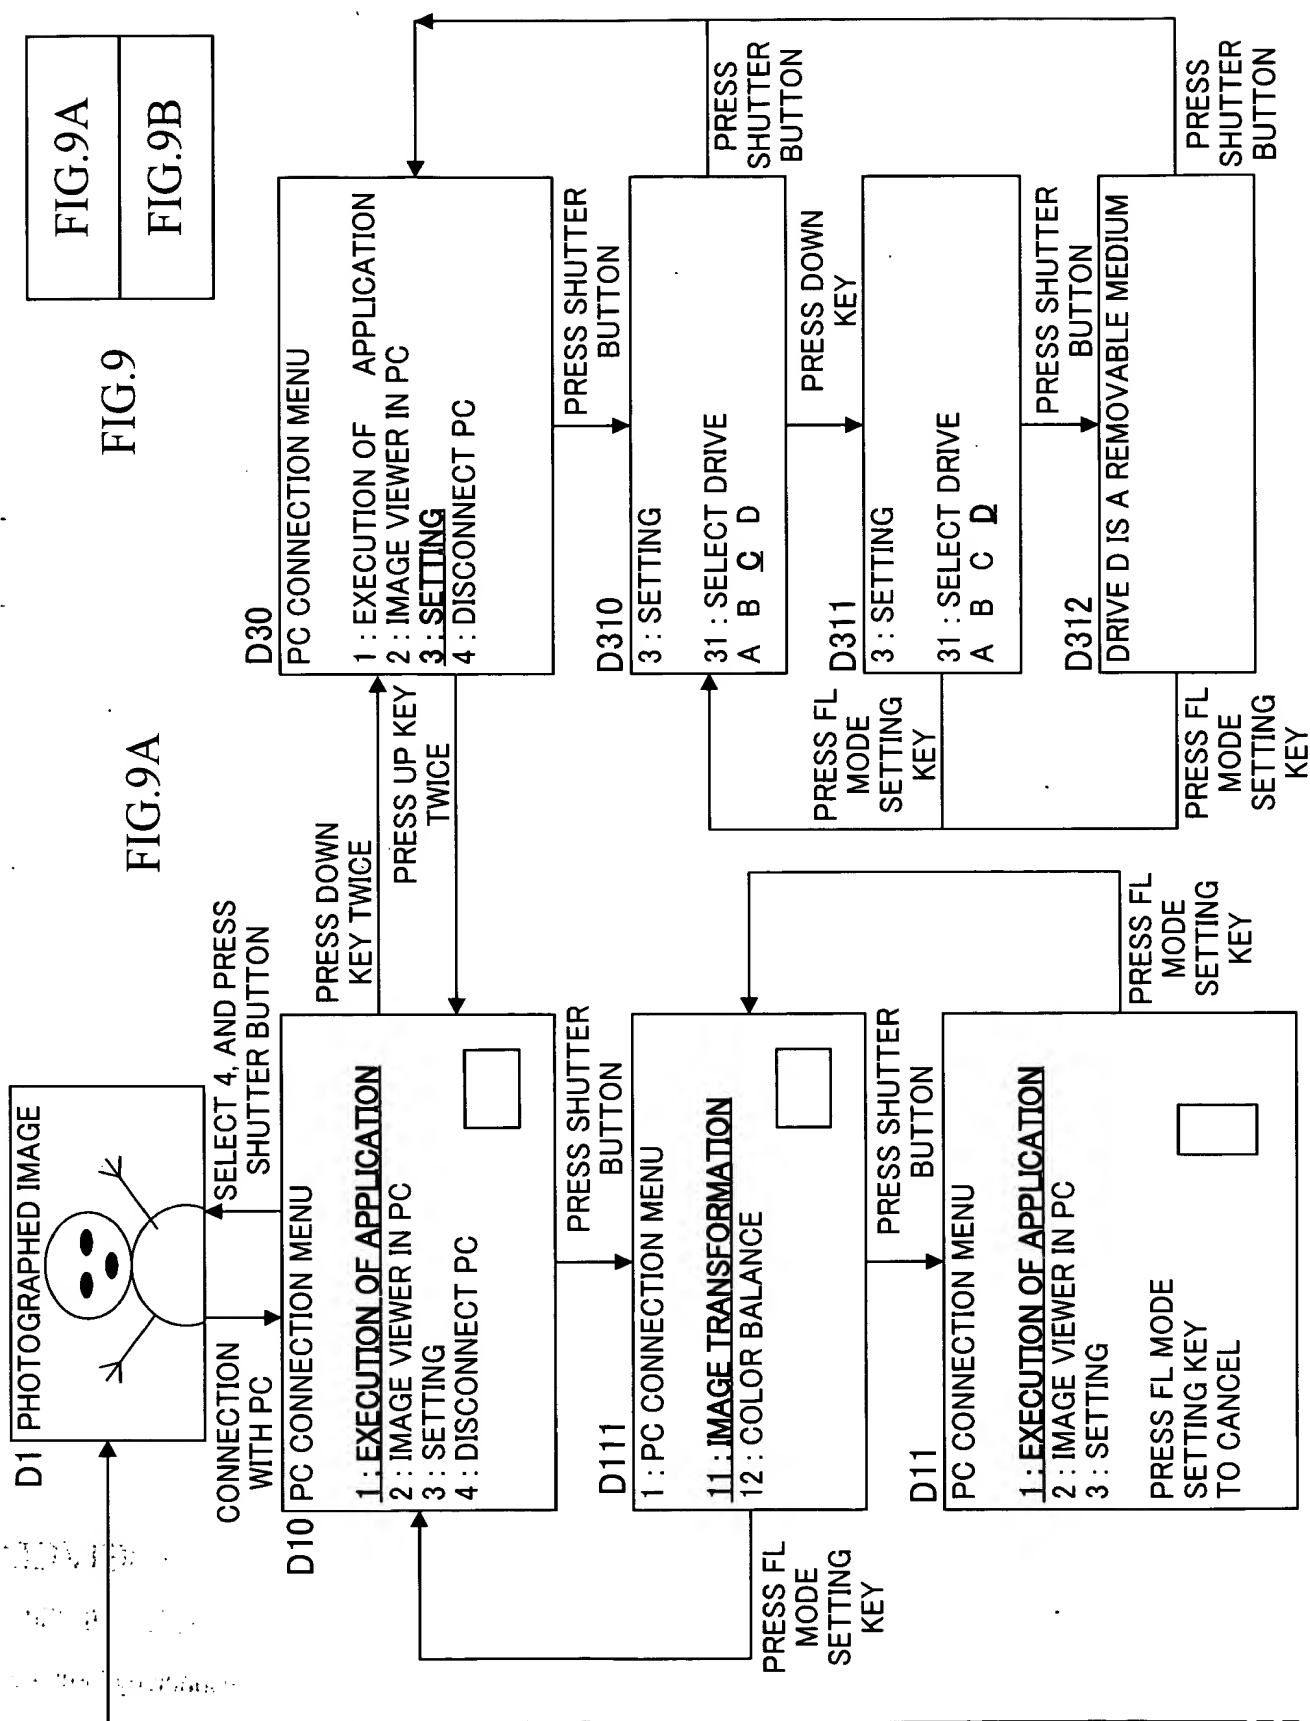 FIG.9
FIG.9A
FIG.9B
FIG.9A
D1
PHOTOGRAPHED IMAGE
CONNECTION
WITH PC
SELECT 4, AND PRESS
SHUTTER BUTTON
D10
PC CONNECTION MENU
1 : EXECUTION OF APPLICATION
2 : IMAGE VIEWER IN PC
3 : SETTING
4 : DISCONNECT PC
PRESS DOWN
KEY TWICE
PRESS UP KEY
TWICE
PRESS SHUTTER
BUTTON
D111
1 : PC CONNECTION MENU
11 : IMAGE TRANSFORMATION
12 : COLOR BALANCE
PRESS FL
MODE
SETTING
KEY
PRESS SHUTTER
BUTTON
D11
PC CONNECTION MENU
1 : EXECUTION OF APPLICATION
2 : IMAGE VIEWER IN PC
3 : SETTING
PRESS FL MODE
SETTING KEY
TO CANCEL
PRESS FL
MODE
SETTING
KEY
D30
PC CONNECTION MENU
1 : EXECUTION OF APPLICATION
2 : IMAGE VIEWER IN PC
3 : SETTING
4 : DISCONNECT PC
PRESS SHUTTER
BUTTON
D310
3 : SETTING
31 : SELECT DRIVE
A B C D
PRESS SHUTTER
BUTTON
PRESS DOWN
KEY
D311
3 : SETTING
31 : SELECT DRIVE
A B C D
PRESS FL
MODE
SETTING
KEY
PRESS SHUTTER
BUTTON
D312
DRIVE D IS A REMOVABLE MEDIUM
PRESS FL
MODE
SETTING
KEY
PRESS
SHUTTER
BUTTON